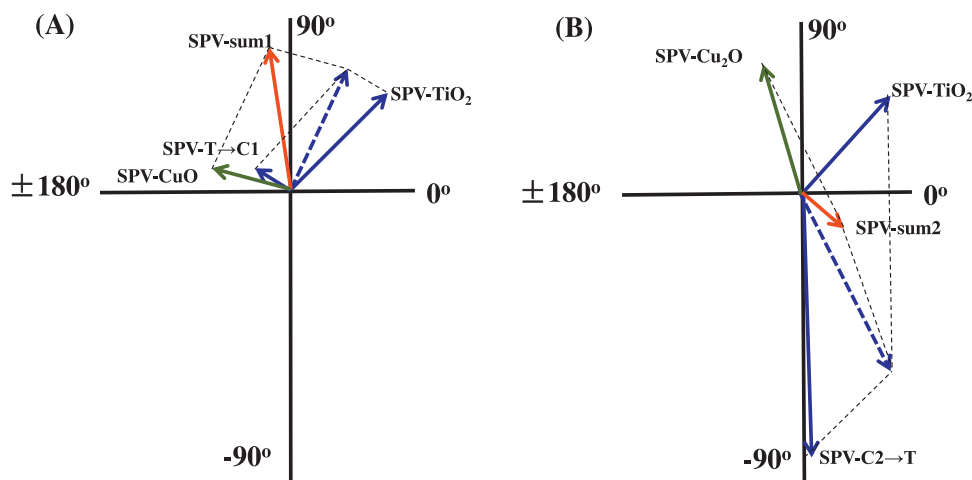 (A)
90º
SPV-sum1
SPV-TiO₂
SPV-T→C1
SPV-CuO
±180º
0º
-90º
(B)
90º
SPV-Cu₂O
SPV-TiO₂
±180º
0º
SPV-sum2
-90º
SPV-C2→T